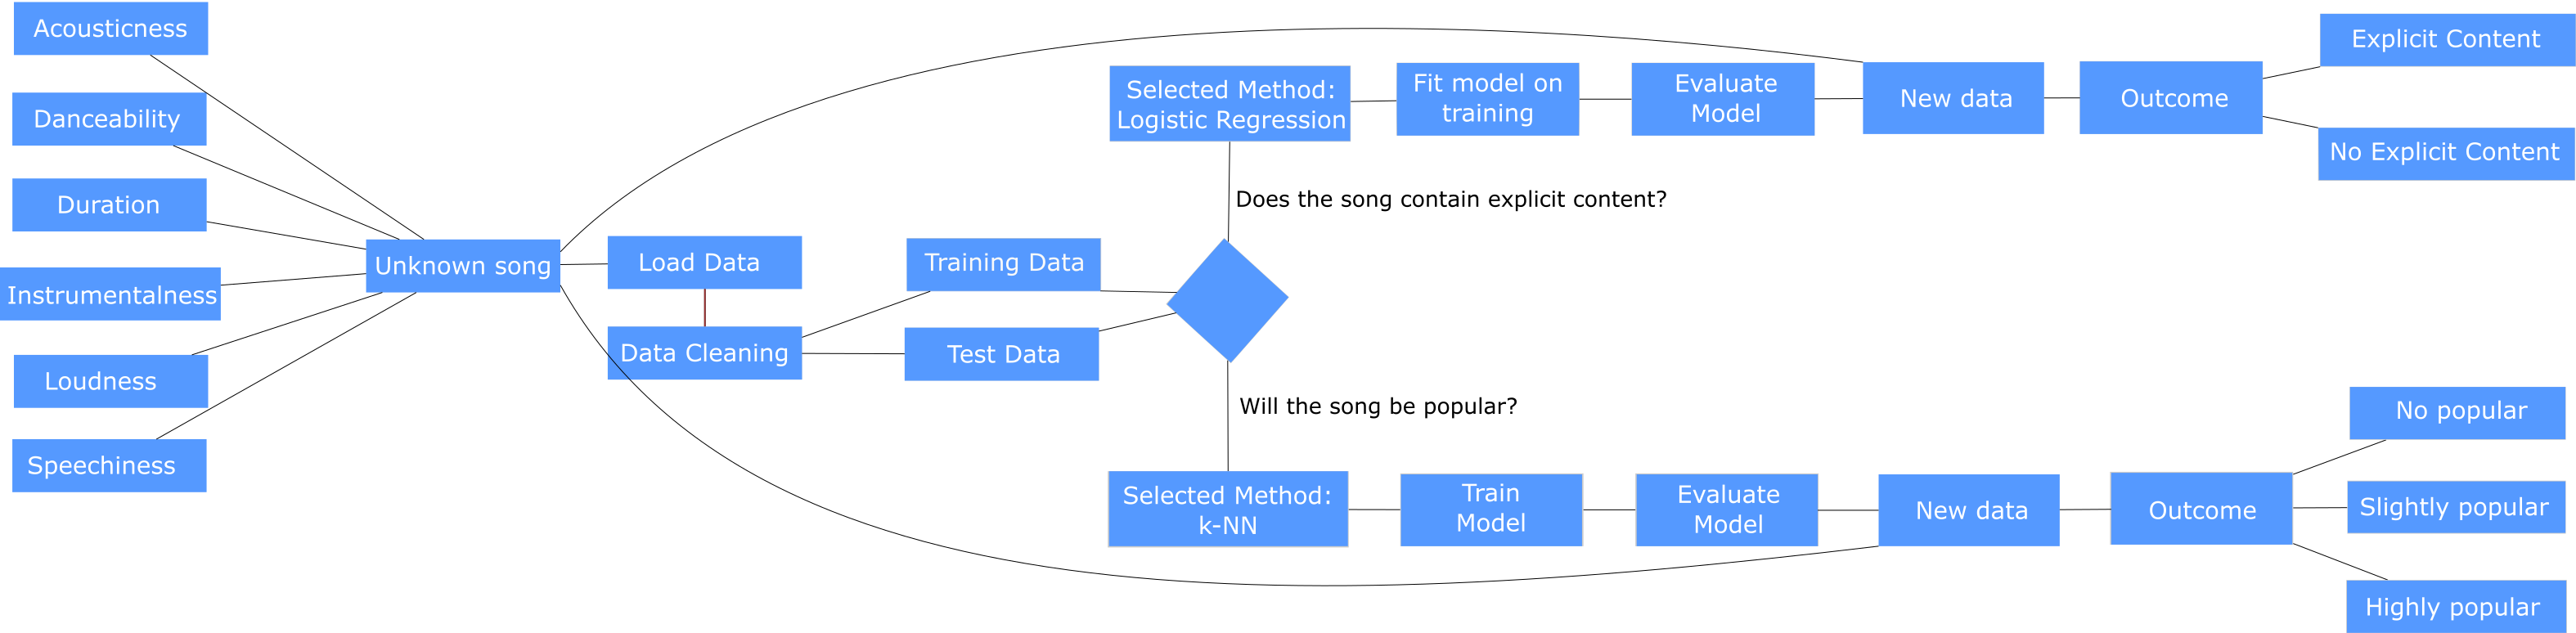 Acousticness
Danceability
Duration
Instrumentalness
Loudness
Speechiness
Unknown song
Load Data
Data Cleaning
Training Data
Test Data
Does the song contain explicit content?
Selected Method:
Logistic Regression
Fit model on
training
Evaluate
Model
New data
Outcome
Explicit Content
No Explicit Content
Will the song be popular?
Selected Method:
k-NN
Train
Model
Evaluate
Model
New data
Outcome
No popular
Slightly popular
Highly popular